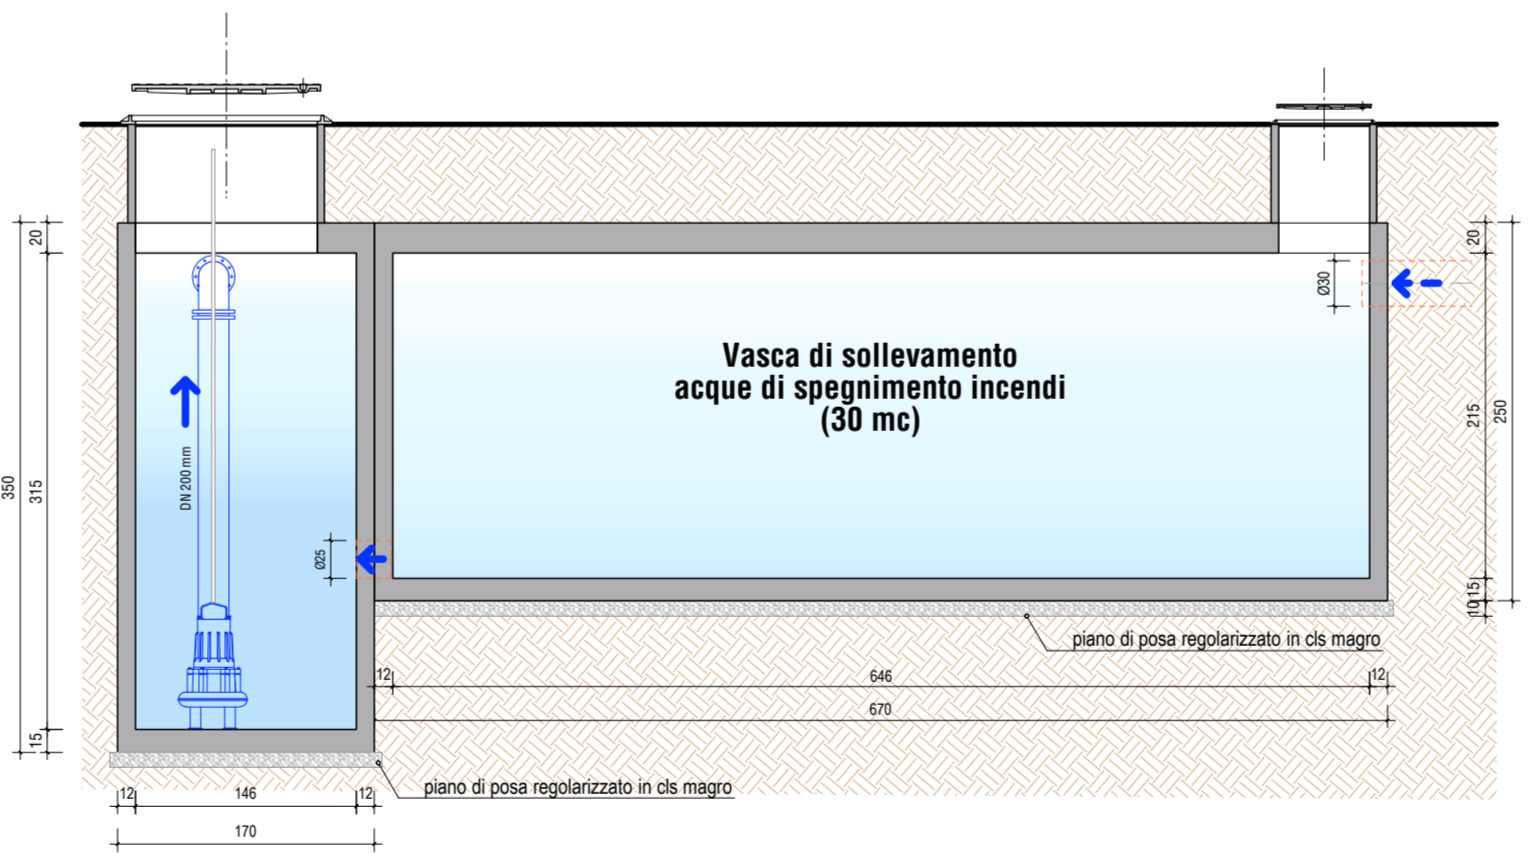 20
315
350
15
DN 200 mm
Ø25
Vasca di sollevamento
acque di spegnimento incendi
(30 mc)
Ø30
20
215
250
15
10
piano di posa regolarizzato in cls magro
12
646
12
670
piano di posa regolarizzato in cls magro
12
146
12
170